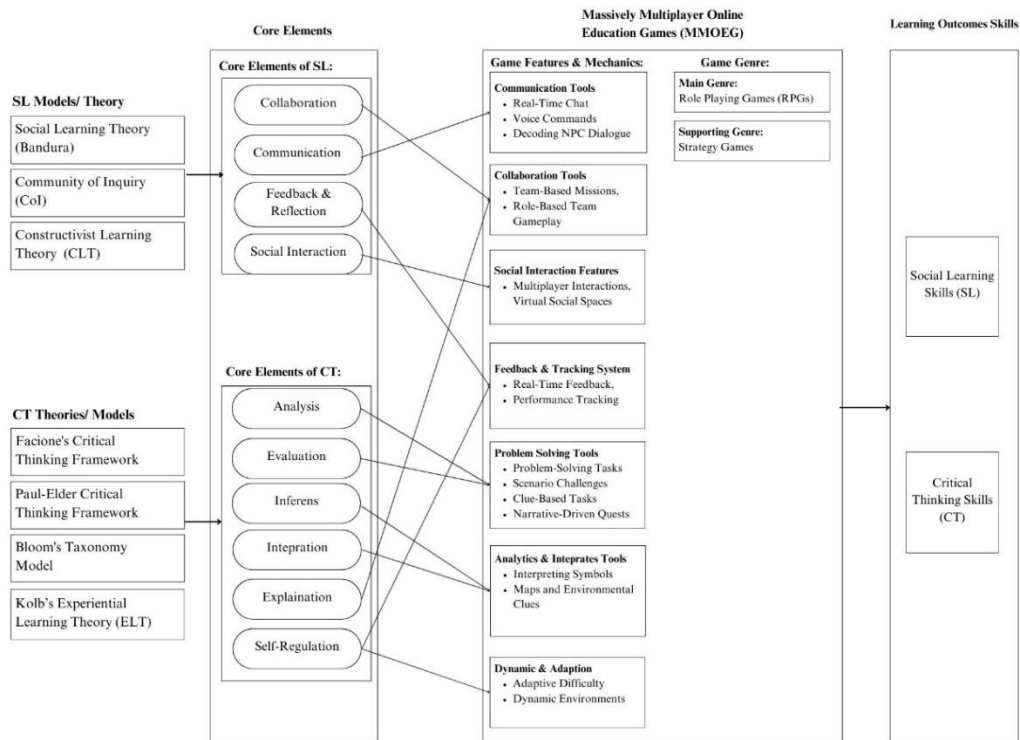 Massively Multiplayer Online
Education Games (MMOEG)
Core Elements
Learning Outcomes Skills
SL Models/ Theory
Social Learning Theory
(Bandura)
Community of Inquiry
(CoI)
Constructivist Learning
Theory (CLT)
CT Theories/ Models
Facione's Critical
Thinking Framework
Paul-Elder Critical
Thinking Framework
Bloom's Taxonomy
Model
Kolb's Experiential
Learning Theory (ELT)
Core Elements of SL:
Collaboration
Communication
Feedback &
Reflection
Social Interaction
Core Elements of CT:
Analysis
Evaluation
Inferens
Intepration
Explaination
Self-Regulation
Game Features & Mechanics:
Communication Tools
• Real-Time Chat
• Voice Commands
• Decoding NPC Dialogue
Collaboration Tools
• Team-Based Missions,
• Role-Based Team
Gameplay
Social Interaction Features
• Multiplayer Interactions,
Virtual Social Spaces
Feedback & Tracking System
• Real-Time Feedback,
• Performance Tracking
Problem Solving Tools
• Problem-Solving Tasks
• Scenario Challenges
• Clue-Based Tasks
• Narrative-Driven Quests
Analytics & Inteprates Tools
• Interpreting Symbols
• Maps and Environmental
Clues
Dynamic & Adaption
• Adaptive Difficulty
• Dynamic Environments
Game Genre:
Main Genre:
Role Playing Games (RPGs)
Supporting Genre:
Strategy Games
Social Learning
Skills (SL)
Critical
Thinking Skills
(CT)